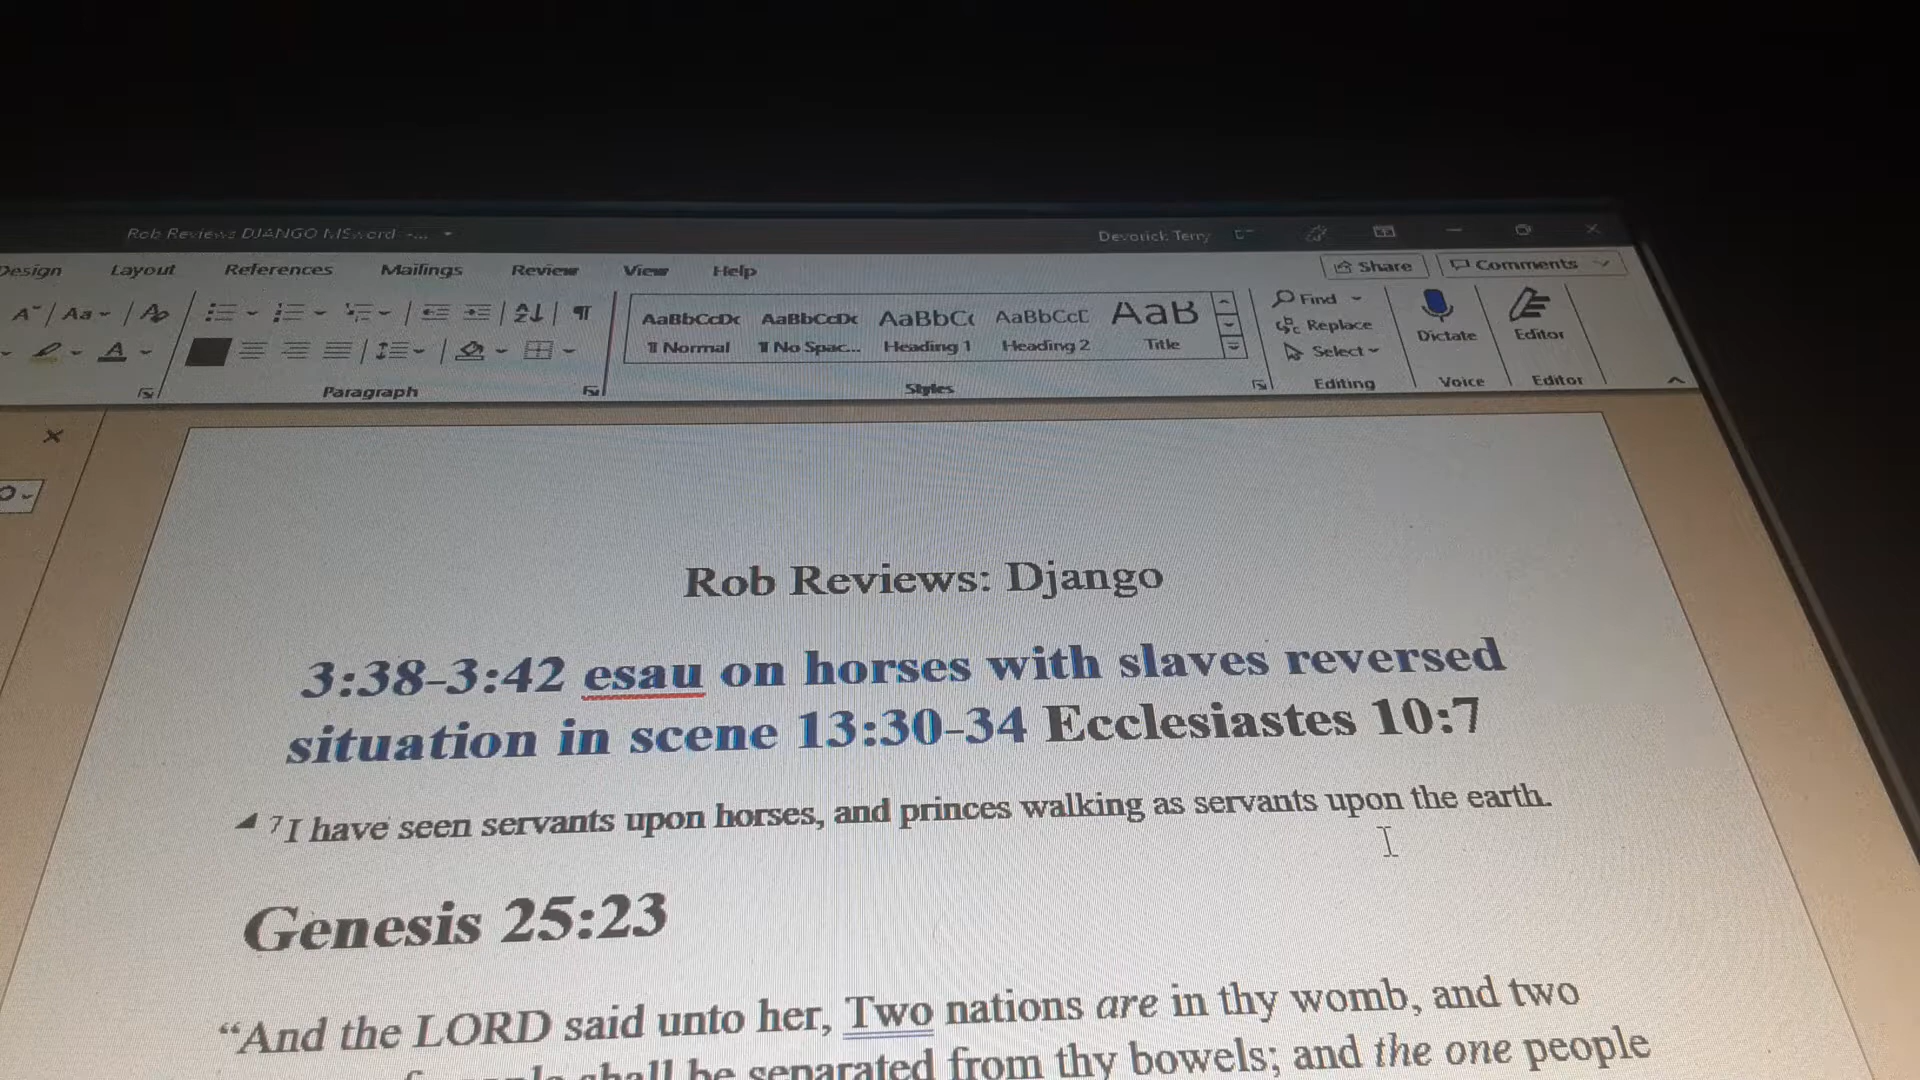 Rob Reviews DJANGO MSword -...
Devorick Terry
Design Layout References Mailings Review View Help
Share Comments
Aa
AaBbCcDc AaBbCcDc AaBbC AaBbCcD AaB
¶ Normal ¶ No Spac... Heading 1 Heading 2 Title
Find
Replace
Select
Dictate
Editor
Paragraph
Styles
Editing
Voice
Editor
Rob Reviews: Django
3:38-3:42 esau on horses with slaves reversed
situation in scene 13:30-34 Ecclesiastes 10:7
7 I have seen servants upon horses, and princes walking as servants upon the earth.
Genesis 25:23
“And the LORD said unto her, Two nations are in thy womb, and two
shall be separated from thy bowels; and the one people